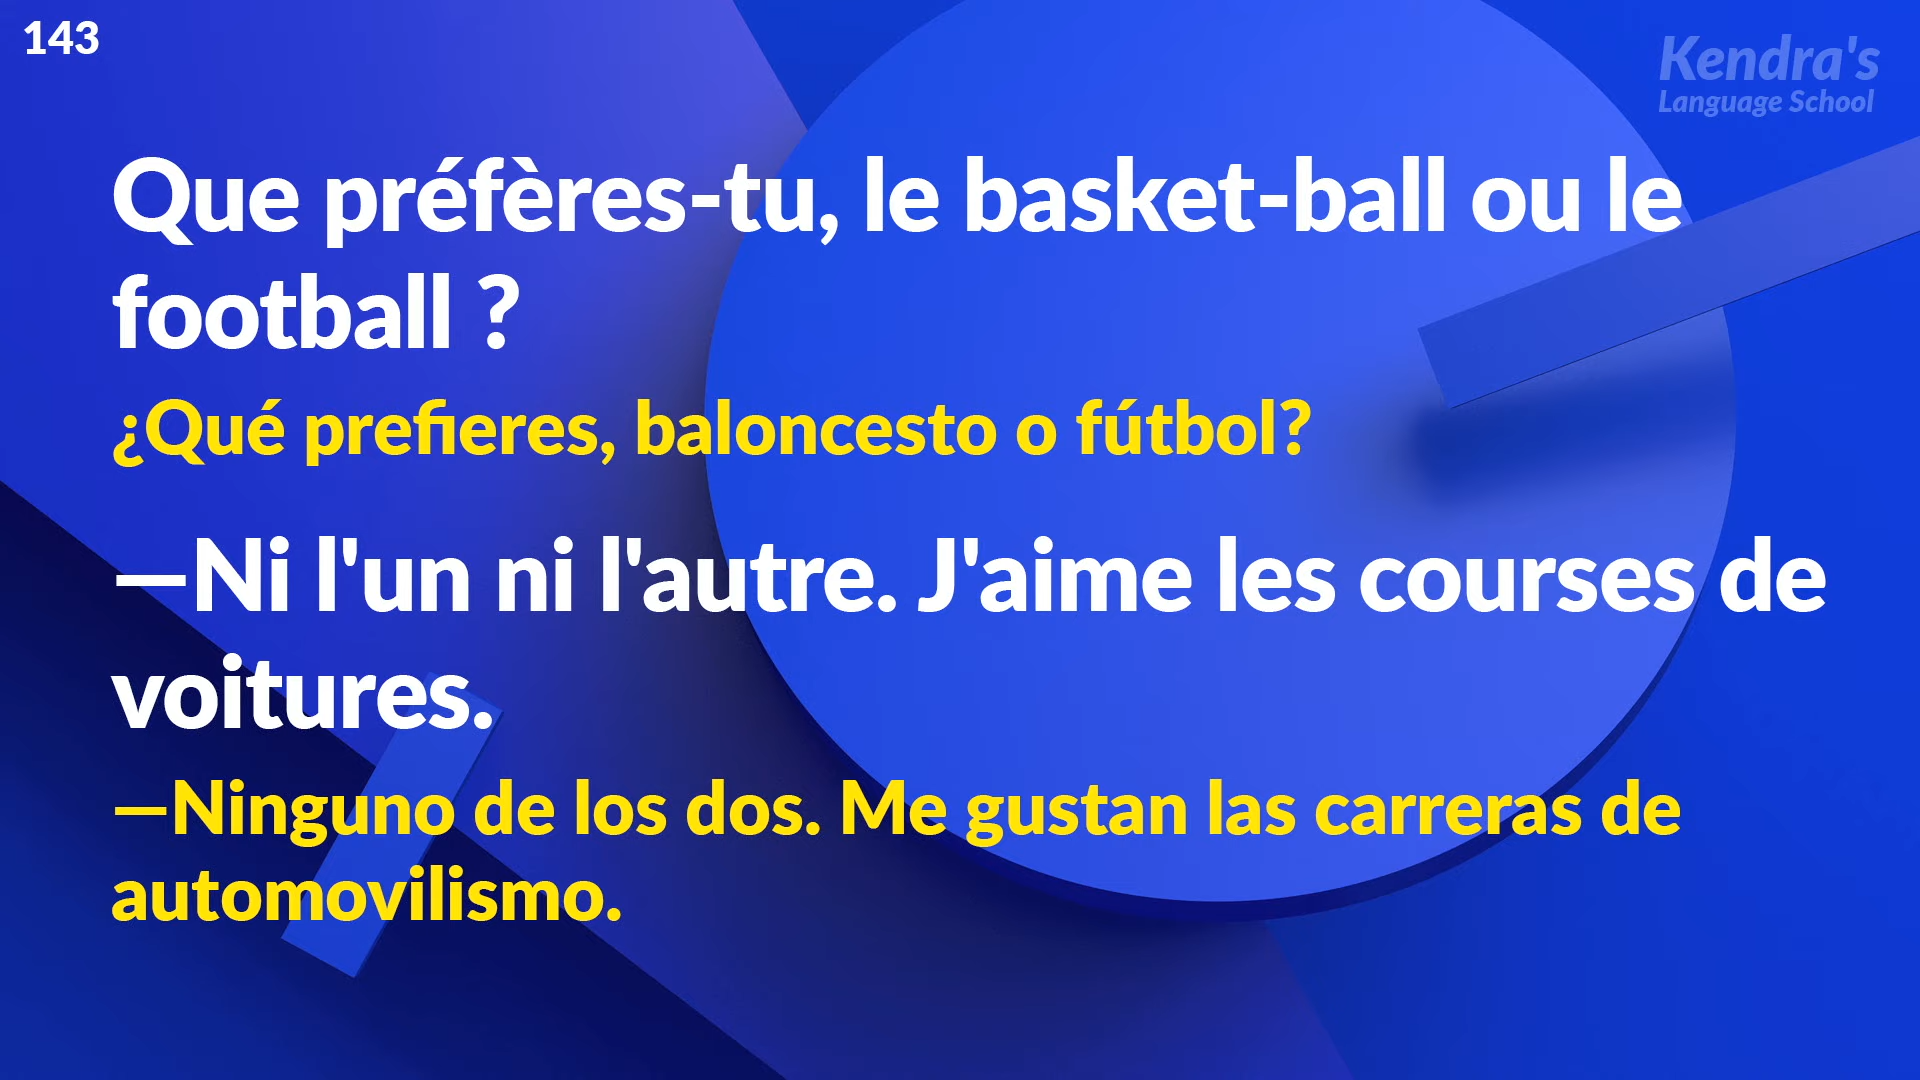 143
Kendra's
Language School
Que préfères-tu, le basket-ball ou le
football ?
¿Qué prefieres, baloncesto o fútbol?
—Ni l'un ni l'autre. J'aime les courses de
voitures.
—Ninguno de los dos. Me gustan las carreras de
automovilismo.